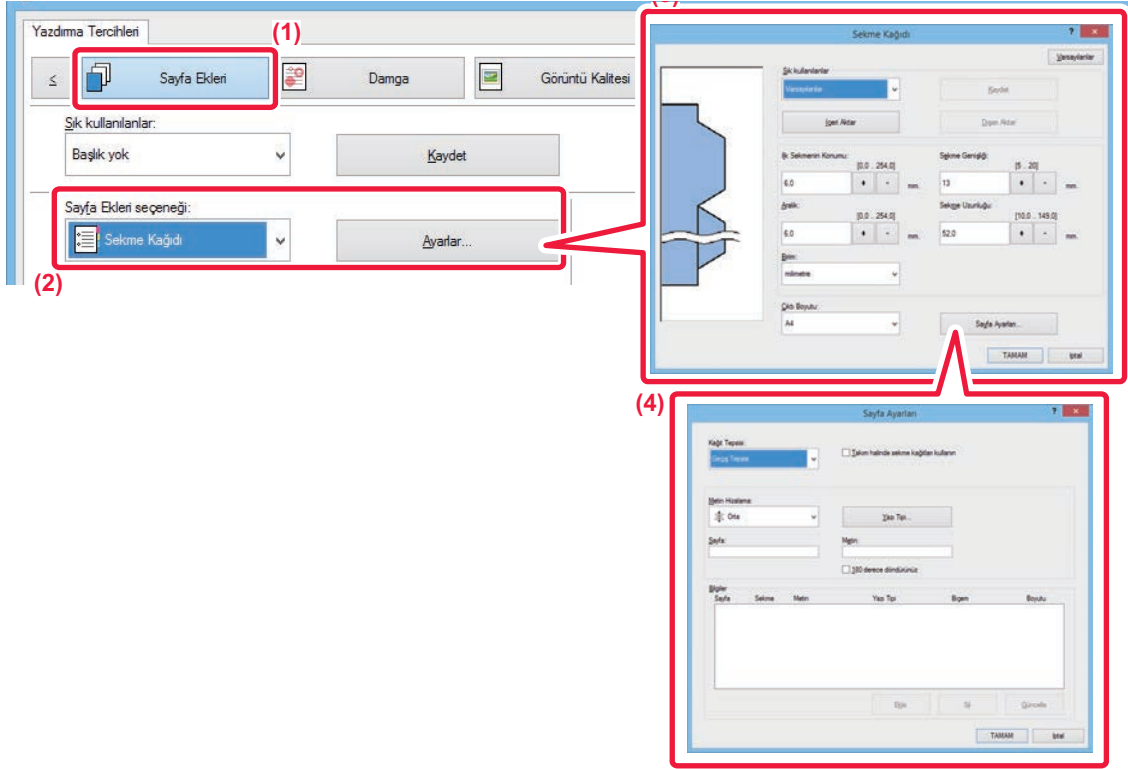 Yazdırma Tercihleri
(1)
Sayfa Ekleri
Damga
Görüntü Kalitesi
Sık kullanılanlar:
Başlık yok
Kaydet
Sayfa Ekleri seçeneği:
Sekme Kağıdı
Ayarlar...
(2)
Sekme Kağıdı
Varsayılanlar
Sık kullanılanlar
Varsayılanlar
Kaydet
İçeri Aktar
Dışarı Aktar
İlk Sekmenin Konumu:
[0.0 .. 254.0]
6.0
mm.
Sekme Genişliği:
[5 .. 20]
13
mm.
Aralık:
[0.0 .. 254.0]
6.0
mm.
Sekme Uzunluğu:
[10.0 .. 149.0]
52.0
mm.
Birim:
milimetre
Çıktı Boyutu:
A4
Sayfa Ayarları...
TAMAM
İptal
(4)
Sayfa Ayarları
Kağıt Tepsisi:
Geçiş Tepsisi
Takım halinde sekme kağıtları kullanın
Metin Hizalama:
Orta
Yazı Tipi...
Sayfa:
Metin:
180 derece döndürünüz
Bilgiler
Sayfa Sekme Metin Yazı Tipi Biçem Boyutu
Ekle
Sil
Güncelle
TAMAM
İptal